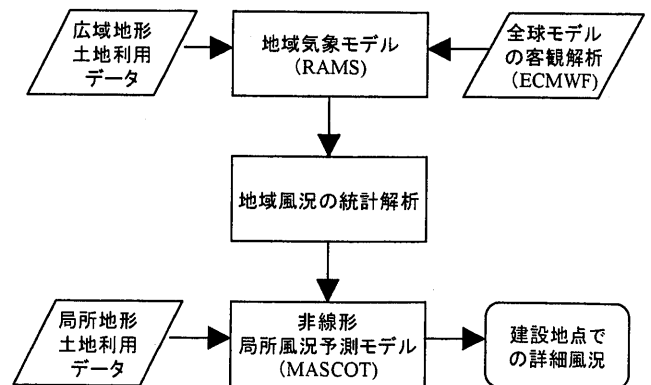 広域地形
土地利用
データ
地域気象モデル
(RAMS)
全球モデル
の客観解析
(ECMWF)
地域風況の統計解析
局所地形
土地利用
データ
非線形
局所風況予測モデル
(MASCOT)
建設地点で
の詳細風況